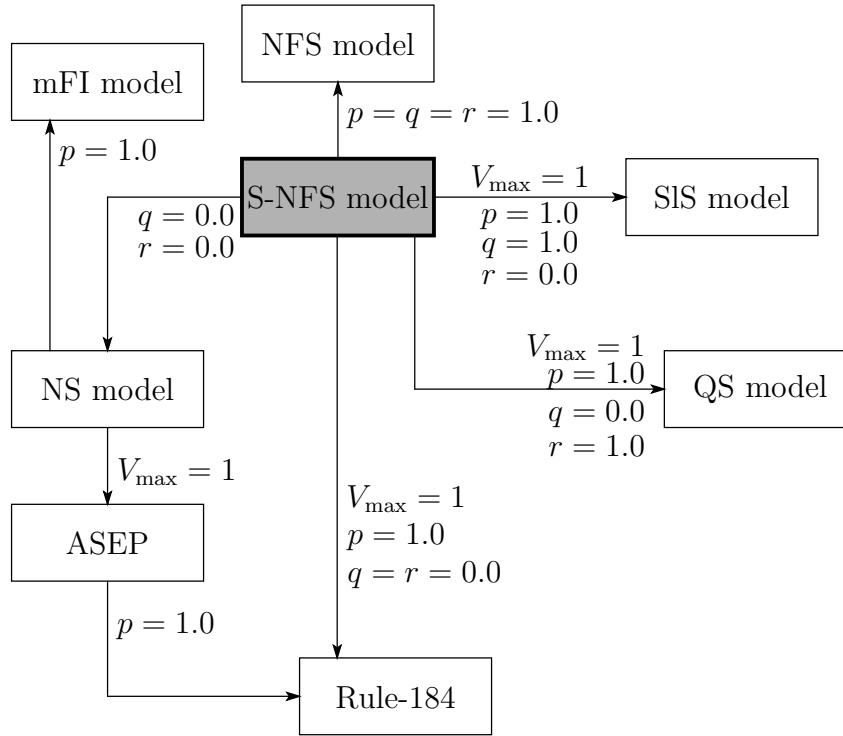 NFS model
mFI model
p = q = r = 1.0
p = 1.0
S-NFS model
V_max = 1
p = 1.0
q = 1.0
r = 0.0
SlS model
q = 0.0
r = 0.0
V_max = 1
p = 1.0
q = 0.0
r = 1.0
QS model
NS model
V_max = 1
V_max = 1
p = 1.0
q = r = 0.0
ASEP
p = 1.0
Rule-184